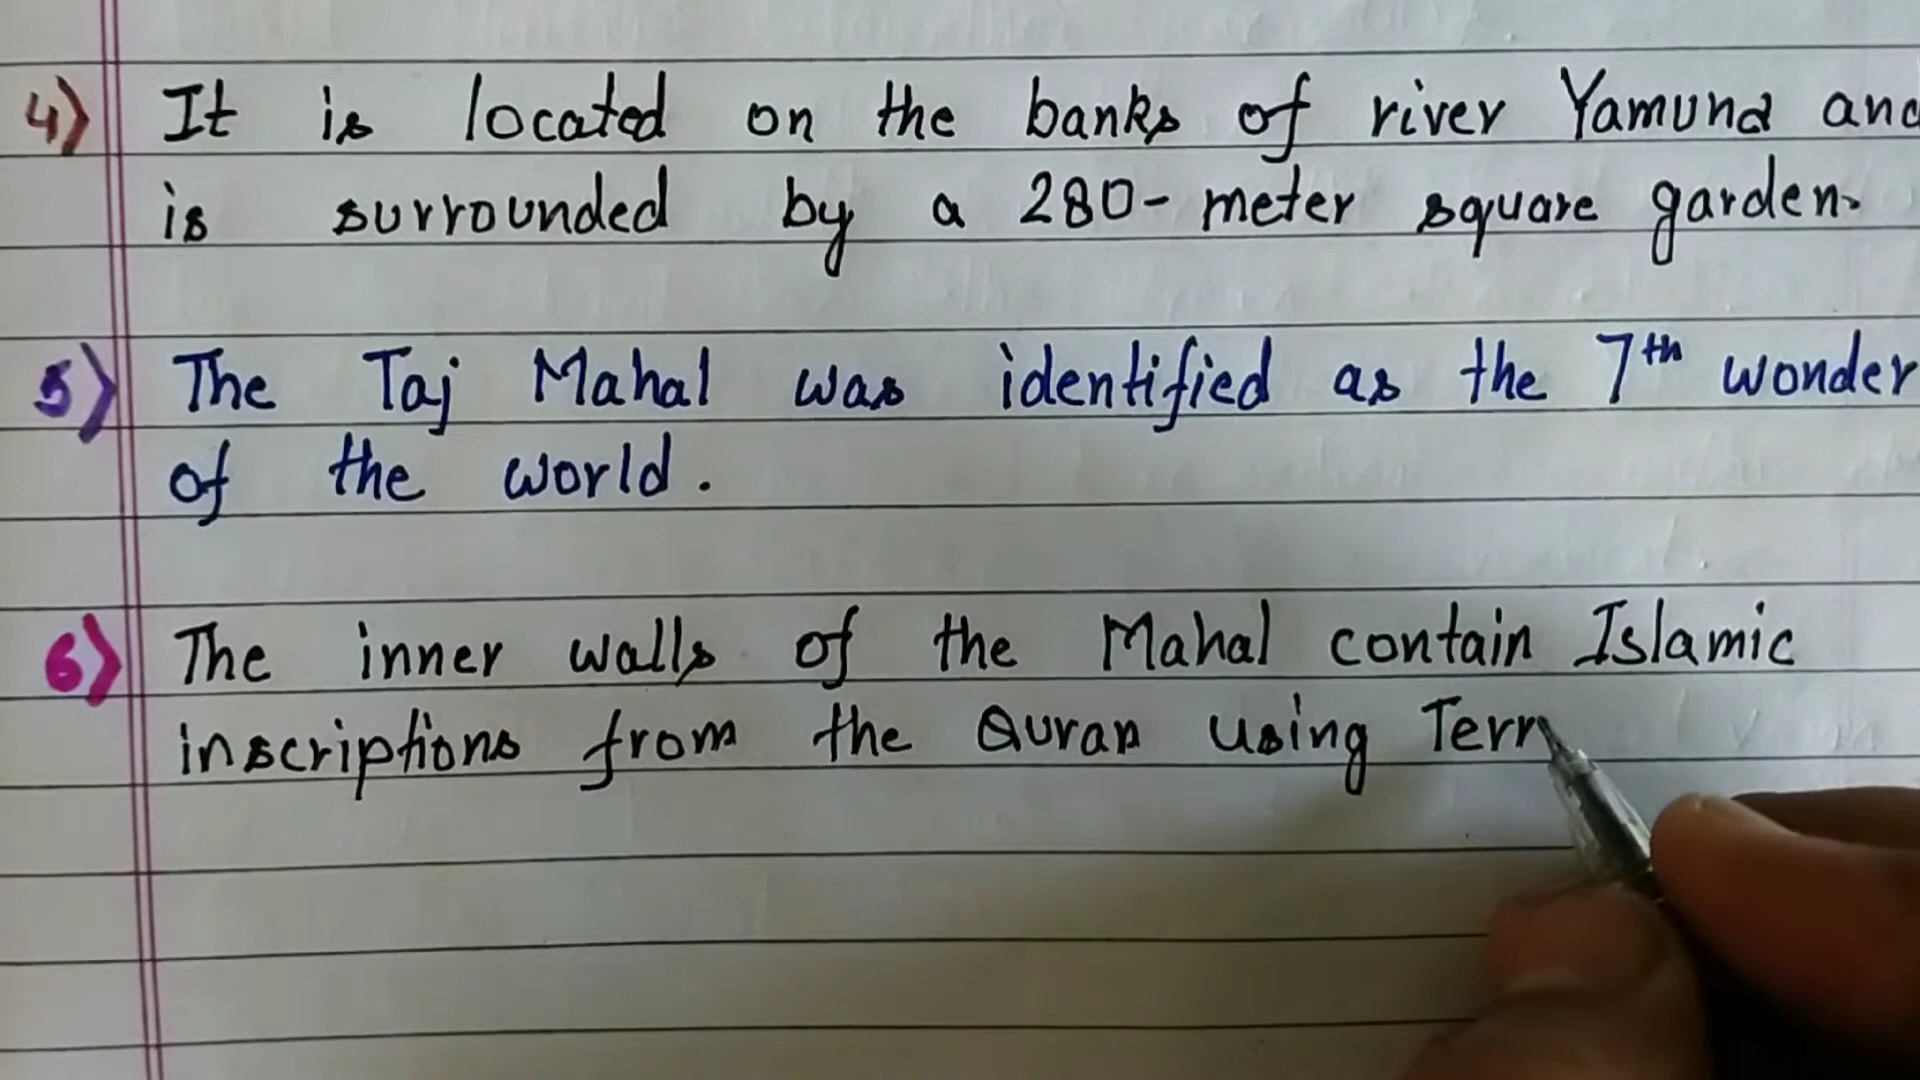 4) It is located on the banks of river Yamuna and
is surrounded by a 280-meter square garden.
5) The Taj Mahal was identified as the 7th wonder
of the world.
6) The inner walls of the Mahal contain Islamic
inscriptions from the Quran using Terr